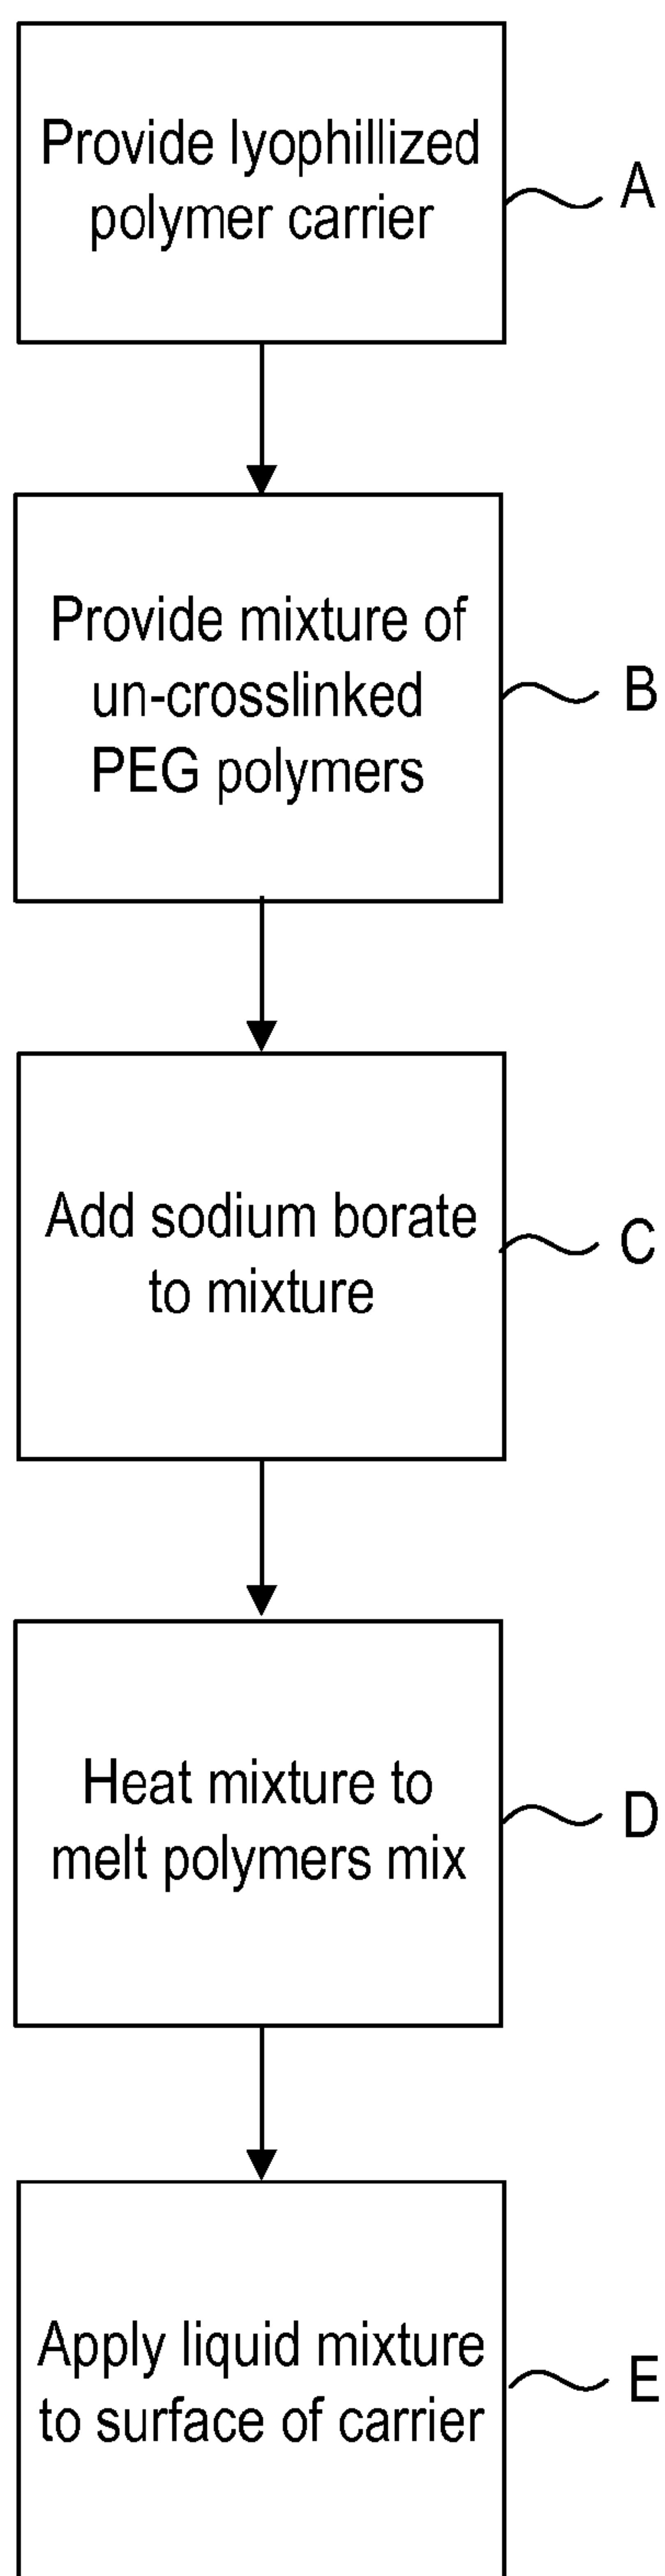 Provide lyophillized
polymer carrier
A
Provide mixture of
un-crosslinked
PEG polymers
B
Add sodium borate
to mixture
C
Heat mixture to
melt polymers mix
D
Apply liquid mixture
to surface of carrier
E